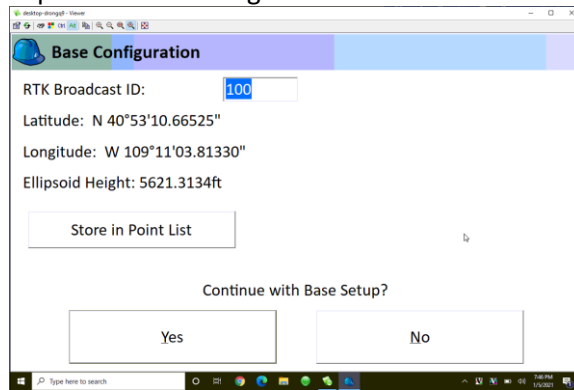 desktop-drongq9 - Viewer
Base Configuration
RTK Broadcast ID: 100
Latitude: N 40°53'10.66525"
Longitude: W 109°11'03.81330"
Ellipsoid Height: 5621.3134ft
Store in Point List
Continue with Base Setup?
Yes No
Type here to search
7:46 PM
1/5/2021